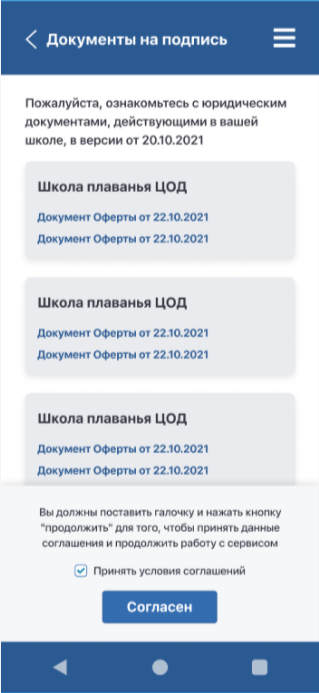 Документы на подпись
Пожалуйста, ознакомьтесь с юридическим
документами, действующими в вашей
школе, в версии от 20.10.2021
Школа плаванья ЦОД
Документ Оферты от 22.10.2021
Документ Оферты от 22.10.2021
Школа плаванья ЦОД
Документ Оферты от 22.10.2021
Документ Оферты от 22.10.2021
Школа плаванья ЦОД
Документ Оферты от 22.10.2021
Документ Оферты от 22.10.2021
Вы должны поставить галочку и нажать кнопку
"продолжить" для того, чтобы принять данные
соглашения и продолжить работу с сервисом
Принять условия соглашений
Согласен